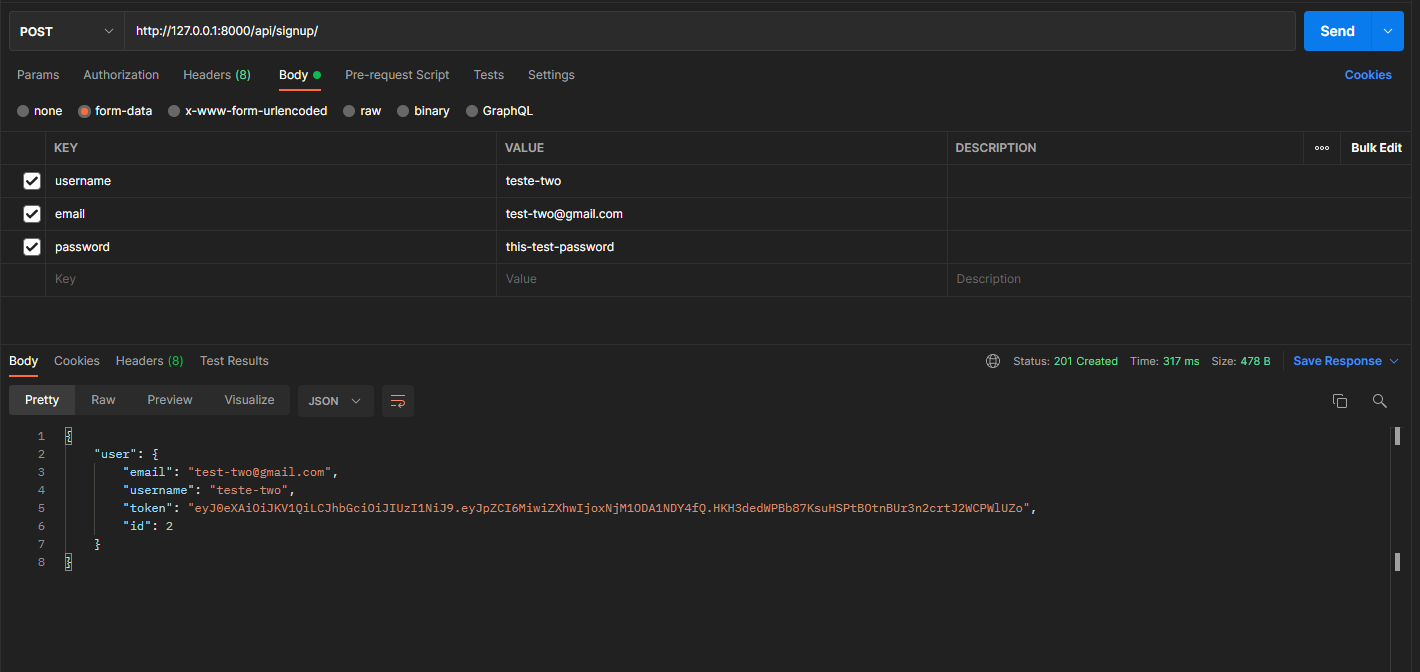 POST http://127.0.0.1:8000/api/signup/ Send
Params Authorization Headers (8) Body Pre-request Script Tests Settings Cookies
none form-data x-www-form-urlencoded raw binary GraphQL
KEY VALUE DESCRIPTION ooo Bulk Edit
username teste-two
email test-two@gmail.com
password this-test-password
Key Value Description
Body Cookies Headers (8) Test Results Status: 201 Created Time: 317 ms Size: 478 B Save Response
Pretty Raw Preview Visualize JSON
1 {
2 "user": {
3 "email": "test-two@gmail.com",
4 "username": "teste-two",
5 "token": "eyJ0eXAiOiJKV1QiLCJhbGciOiJIUzI1NiJ9.eyJpZCI6MiwiZXhwIjoxNjM1ODA1NDY4fQ.HKH3dedWPBb87KsuHSPtBOtnBUr3n2crtJ2WCPWlUZo",
6 "id": 2
7 }
8 }